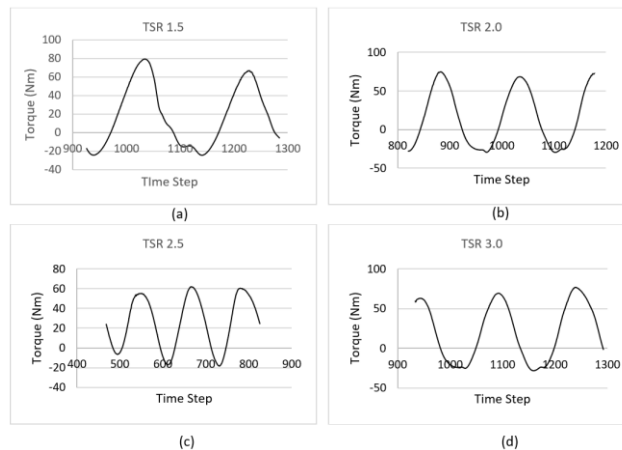 TSR 1.5
100
80
60
40
20
0
-20
-40
900 1000 1100 1200 1300
Torque (Nm)
TIme Step
(a)
TSR 2.0
100
50
0
-50
800 900 1000 1100 1200
Torque (Nm)
Time Step
(b)
TSR 2.5
80
60
40
20
0
-20
-40
400 500 600 700 800 900
Torque (Nm)
Time Step
(c)
TSR 3.0
100
50
0
-50
900 1000 1100 1200 1300
Torque (Nm)
Time Step
(d)